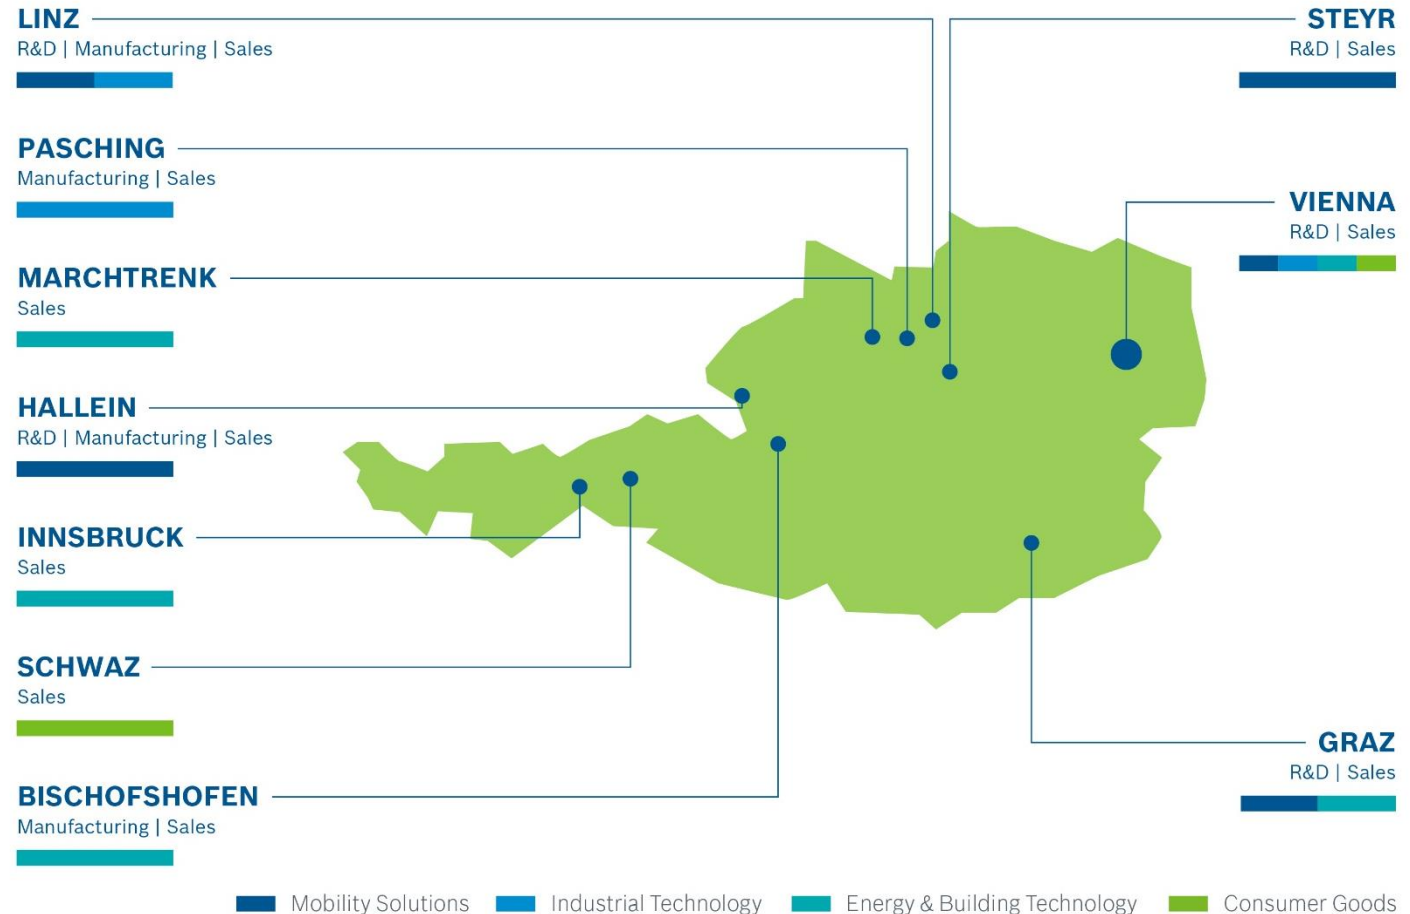 LINZ
R&D | Manufacturing | Sales
PASCHING
Manufacturing | Sales
MARCHTRENK
Sales
HALLEIN
R&D | Manufacturing | Sales
INNSBRUCK
Sales
SCHWAZ
Sales
BISCHOFSHOFEN
Manufacturing | Sales
STEYR
R&D | Sales
VIENNA
R&D | Sales
GRAZ
R&D | Sales
Mobility Solutions
Industrial Technology
Energy & Building Technology
Consumer Goods